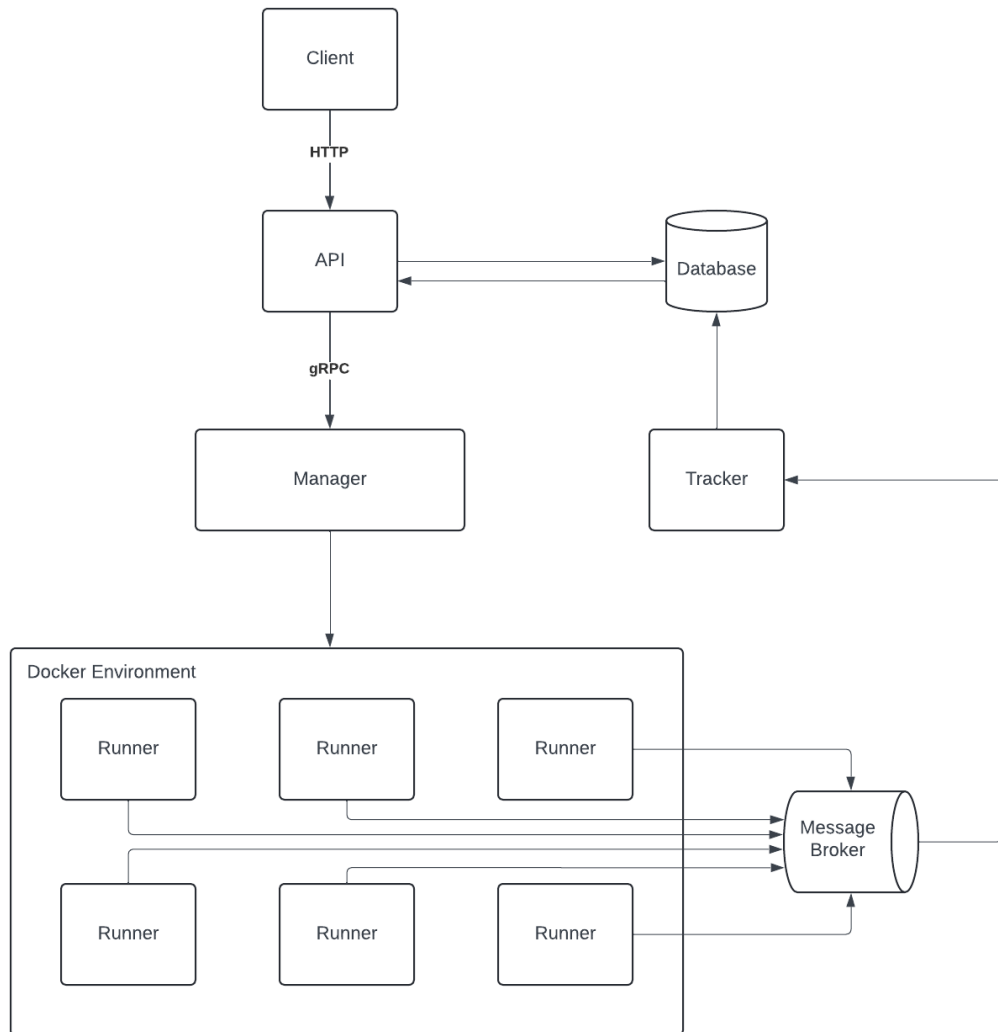 Client
HTTP
API
Database
gRPC
Manager
Tracker
Docker Environment
Runner
Runner
Runner
Message
Broker
Runner
Runner
Runner